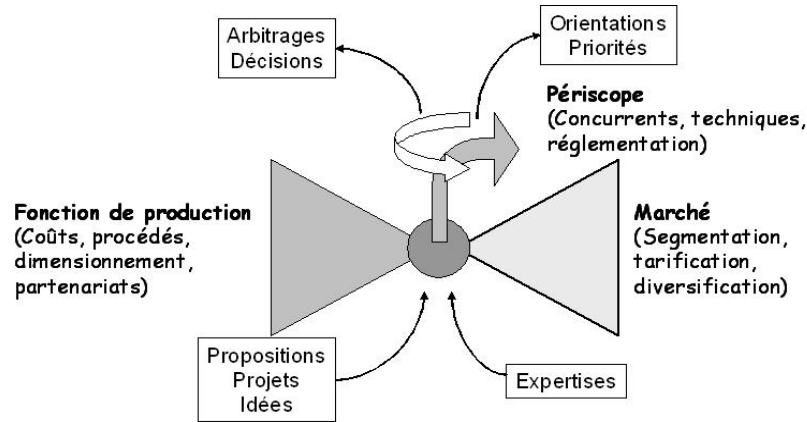 Arbitrages
Décisions
Orientations
Priorités
Périscope
(Concurrents, techniques,
réglementation)
Fonction de production
(Coûts, procédés,
dimensionnement,
partenariats)
Marché
(Segmentation,
tarification,
diversification)
Propositions
Projets
Idées
Expertises